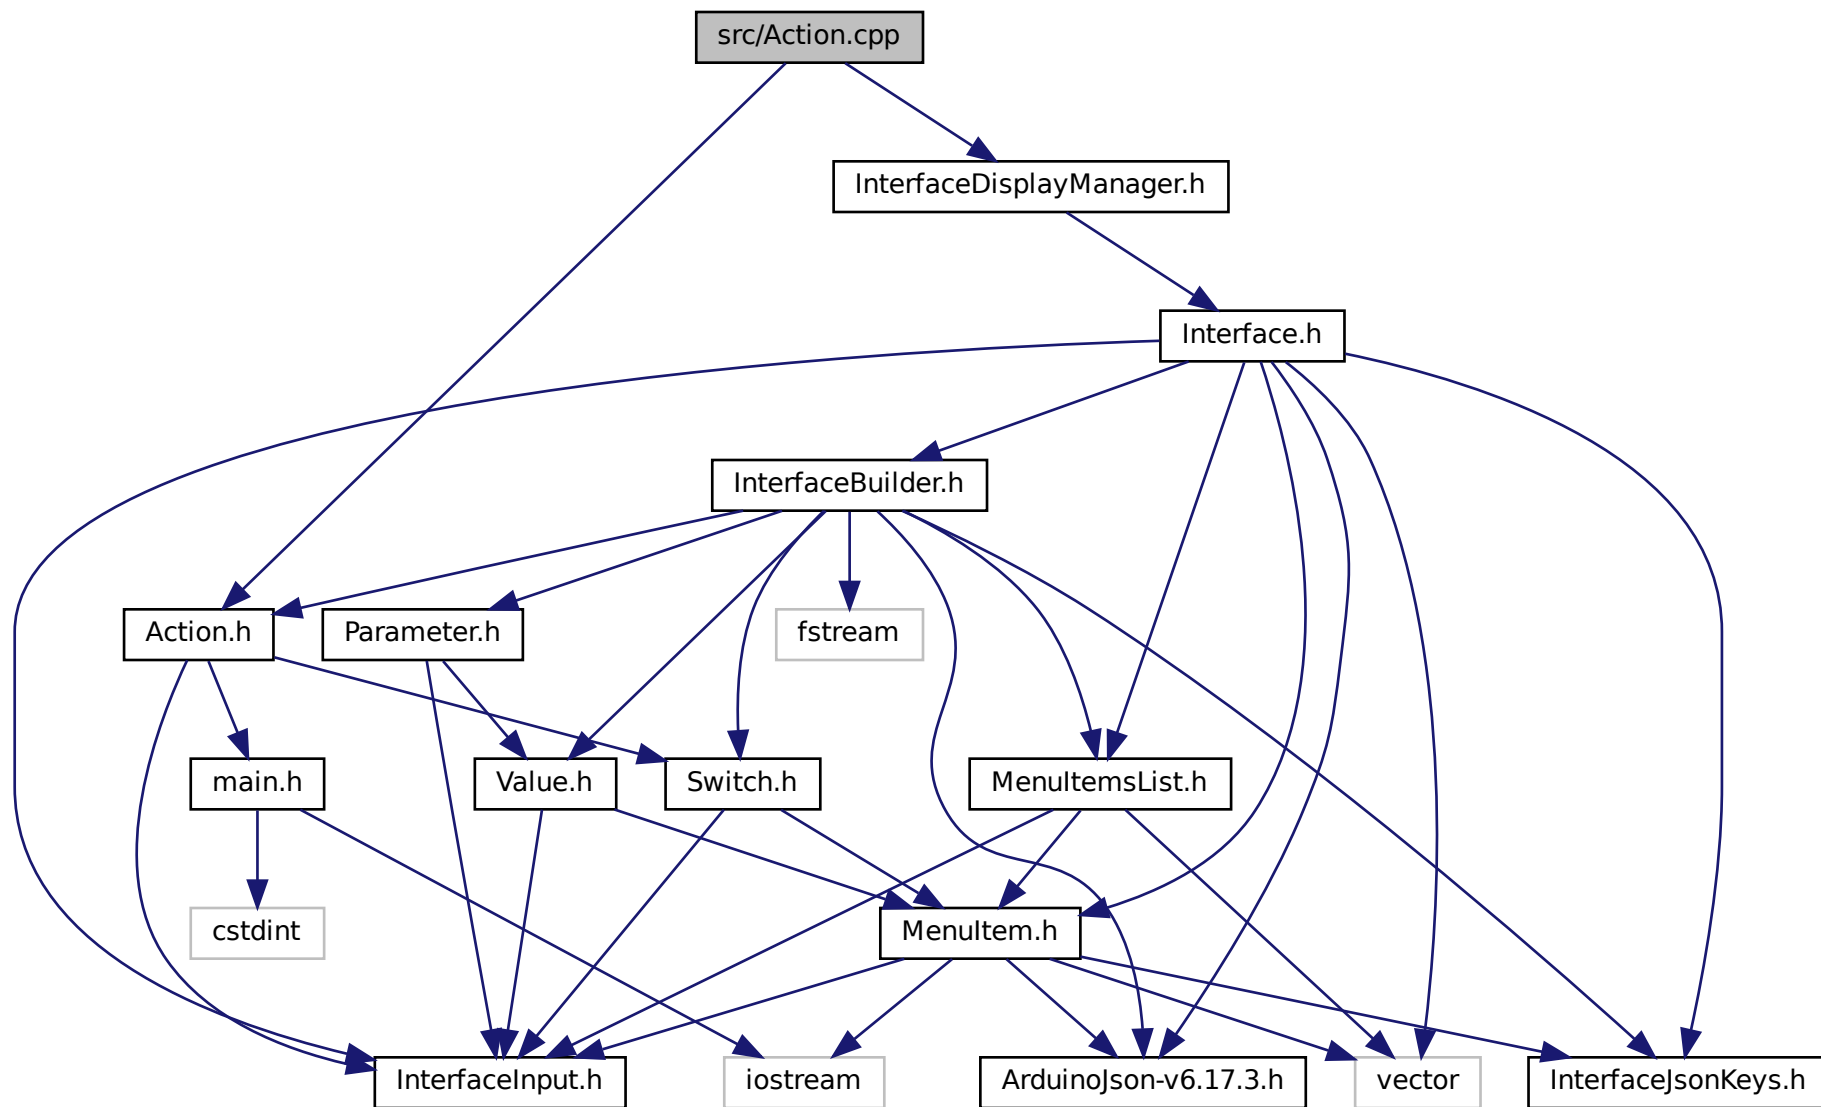 src/Action.cpp
InterfaceDisplayManager.h
Interface.h
InterfaceBuilder.h
Action.h
Parameter.h
fstream
main.h
Value.h
Switch.h
MenuItemsList.h
cstdint
MenuItem.h
InterfaceInput.h
iostream
ArduinoJson-v6.17.3.h
vector
InterfaceJsonKeys.h